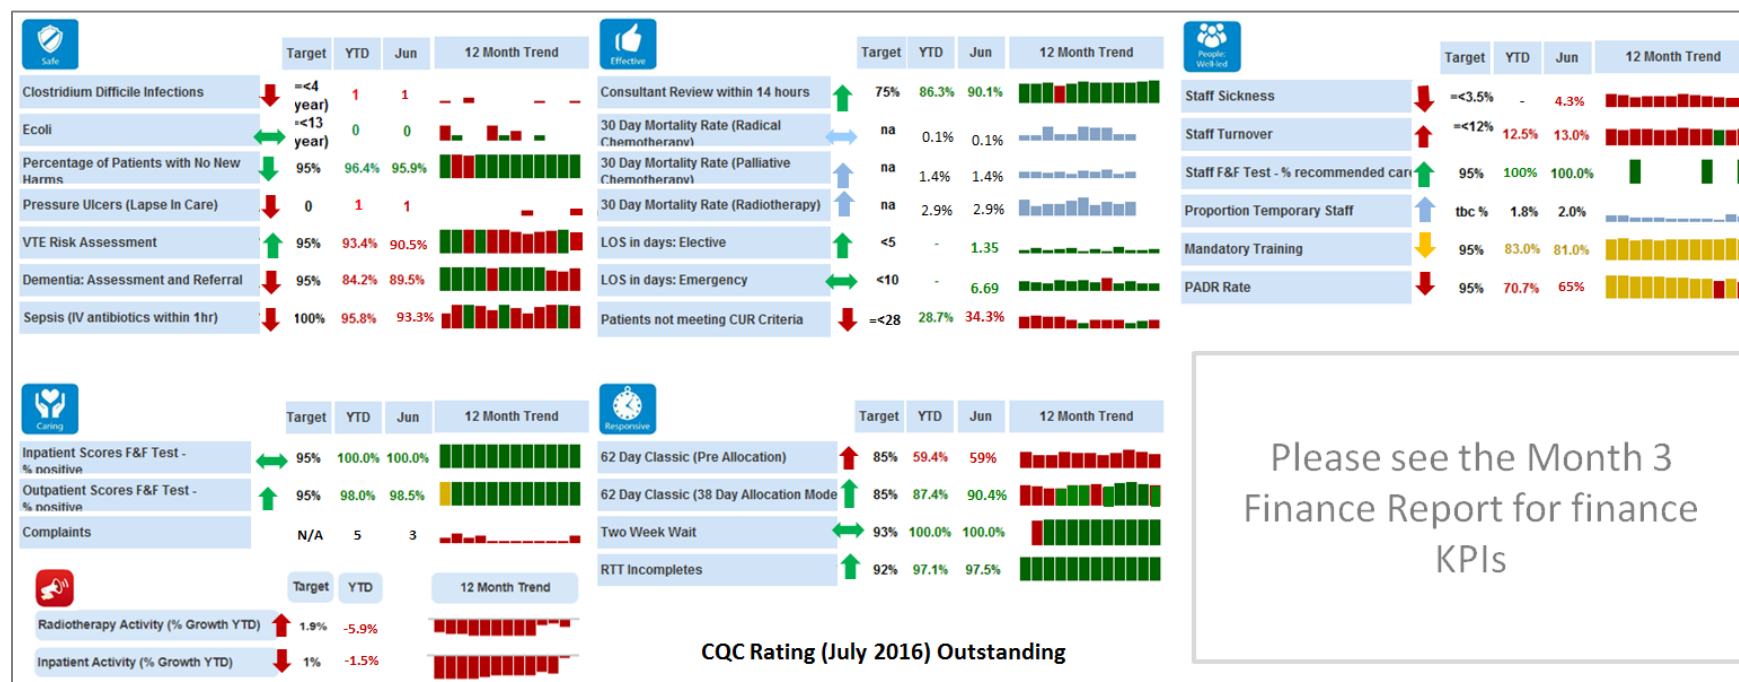 Safe
Target YTD Jun 12 Month Trend
Clostridium Difficile Infections =<4 year) 1 1
Ecoli =<13 year) 0 0
Percentage of Patients with No New Harms 95% 96.4% 95.9%
Pressure Ulcers (Lapse In Care) 0 1 1
VTE Risk Assessment 95% 93.4% 90.5%
Dementia: Assessment and Referral 95% 84.2% 89.5%
Sepsis (IV antibiotics within 1hr) 100% 95.8% 93.3%
Effective
Target YTD Jun 12 Month Trend
Consultant Review within 14 hours 75% 86.3% 90.1%
30 Day Mortality Rate (Radical Chemotherapy) na 0.1% 0.1%
30 Day Mortality Rate (Palliative Chemotherapy) na 1.4% 1.4%
30 Day Mortality Rate (Radiotherapy) na 2.9% 2.9%
LOS in days: Elective <5 - 1.35
LOS in days: Emergency <10 - 6.69
Patients not meeting CUR Criteria =<28 28.7% 34.3%
People: Well-led
Target YTD Jun 12 Month Trend
Staff Sickness =<3.5% - 4.3%
Staff Turnover =<12% 12.5% 13.0%
Staff F&F Test - % recommended care 95% 100% 100.0%
Proportion Temporary Staff tbc % 1.8% 2.0%
Mandatory Training 95% 83.0% 81.0%
PADR Rate 95% 70.7% 65%
Caring
Target YTD Jun 12 Month Trend
Inpatient Scores F&F Test - % positive 95% 100.0% 100.0%
Outpatient Scores F&F Test - % positive 95% 98.0% 98.5%
Complaints N/A 5 3
Target YTD 12 Month Trend
Radiotherapy Activity (% Growth YTD) 1.9% -5.9%
Inpatient Activity (% Growth YTD) 1% -1.5%
Responsive
Target YTD Jun 12 Month Trend
62 Day Classic (Pre Allocation) 85% 59.4% 59%
62 Day Classic (38 Day Allocation Mode 85% 87.4% 90.4%
Two Week Wait 93% 100.0% 100.0%
RTT Incompletes 92% 97.1% 97.5%
CQC Rating (July 2016) Outstanding
Please see the Month 3
Finance Report for finance
KPIs